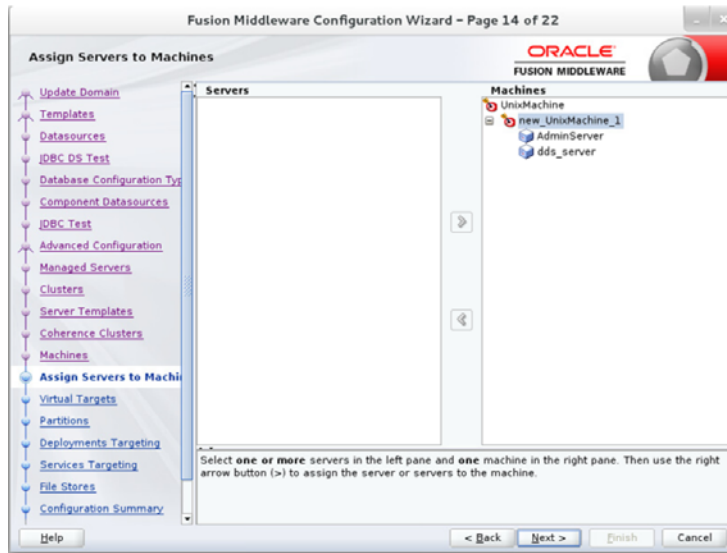 Fusion Middleware Configuration Wizard – Page 14 of 22
Assign Servers to Machines
ORACLE
FUSION MIDDLEWARE
Update Domain
Templates
Datasources
JDBC DS Test
Database Configuration Typ
Component Datasources
JDBC Test
Advanced Configuration
Managed Servers
Clusters
Server Templates
Coherence Clusters
Machines
Assign Servers to Machin
Virtual Targets
Partitions
Deployments Targeting
Services Targeting
File Stores
Configuration Summary
Servers
Machines
UnixMachine
new_UnixMachine_1
AdminServer
dds_server
Select one or more servers in the left pane and one machine in the right pane. Then use the right
arrow button (>) to assign the server or servers to the machine.
Help
< Back
Next >
Finish
Cancel